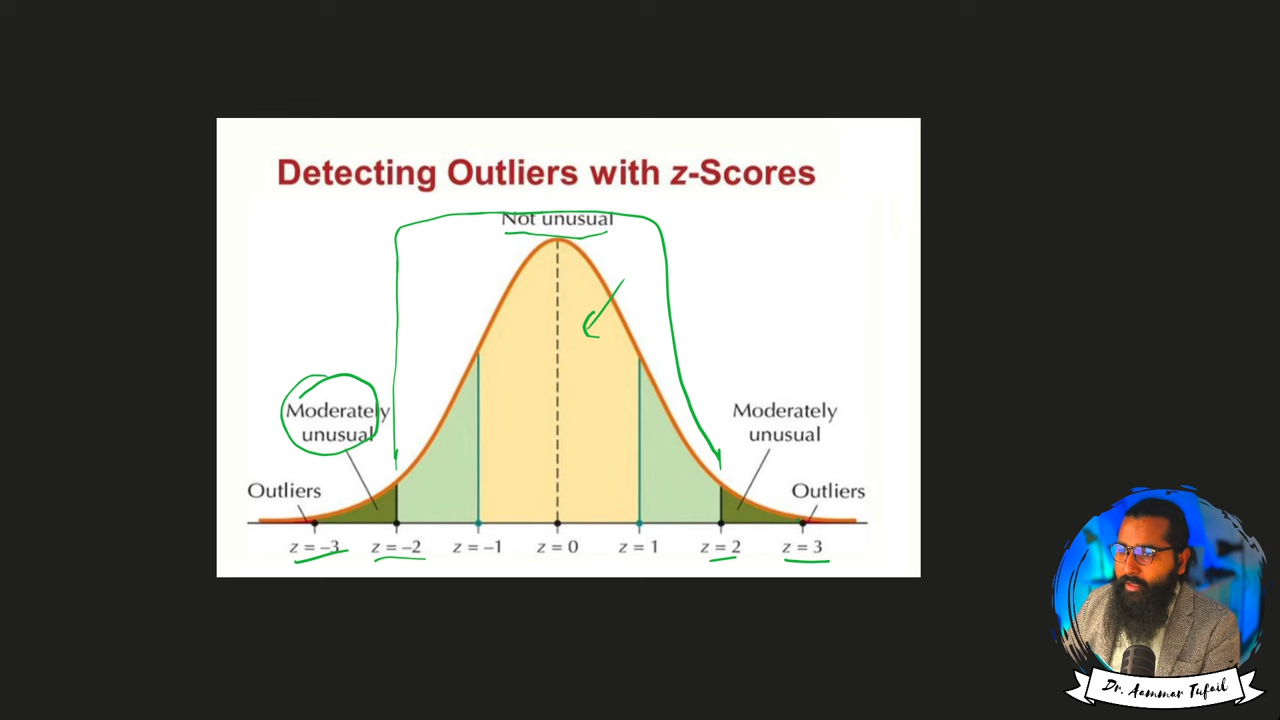 Detecting Outliers with z-Scores
Not unusual
Moderately
unusual
Moderately
unusual
Outliers
Outliers
z = –3
z = –2
z = –1
z = 0
z = 1
z = 2
z = 3
Dr. Aammar Tufail